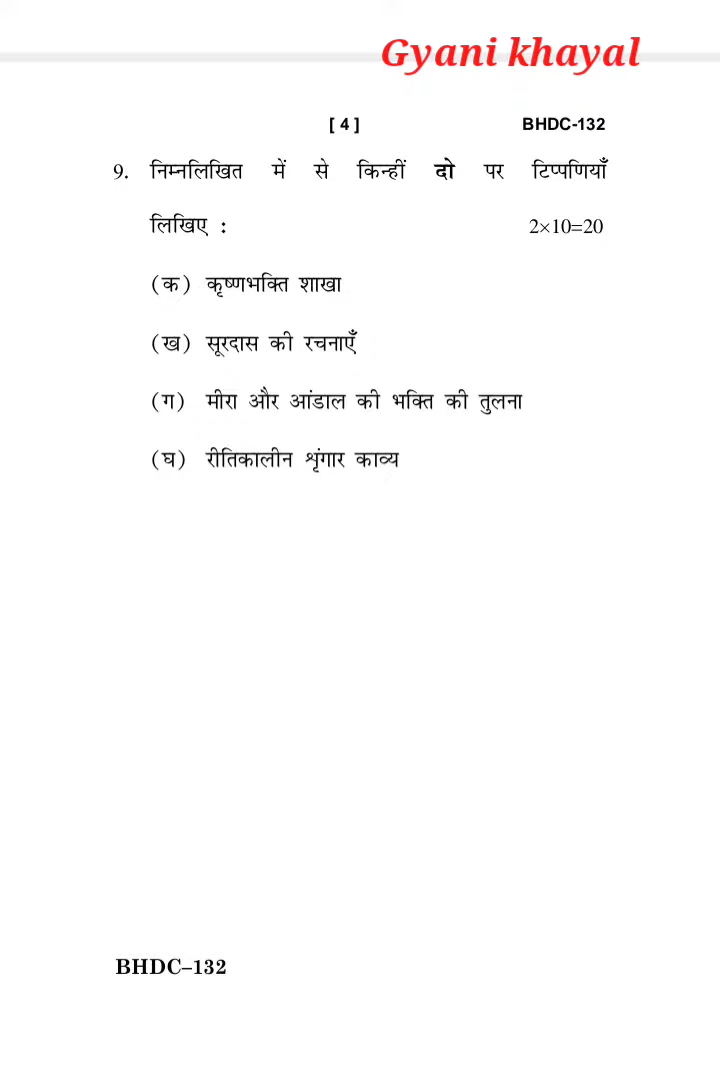 Gyani khayal
[ 4 ] BHDC-132
9. निम्नलिखित में से किन्हीं दो पर टिप्पणियाँ
लिखिए : 2×10=20
(क) कृष्णभक्ति शाखा
(ख) सूरदास की रचनाएँ
(ग) मीरा और आंडाल की भक्ति की तुलना
(घ) रीतिकालीन शृंगार काव्य
BHDC–132